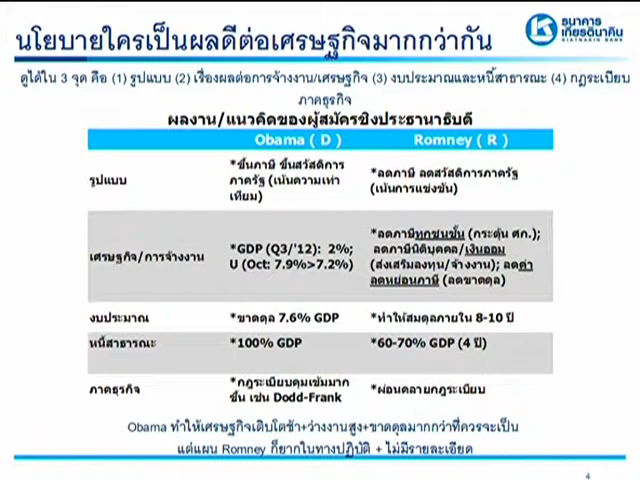 นโยบายใครเป็นผลดีต่อเศรษฐกิจมากกว่ากัน
ธนาคาร
เกียรตินาคิน
KIATNAKIN BANK
ดูได้ใน 3 จุด คือ (1) รูปแบบ (2) เรื่องผลต่อการจ้างงาน/เศรษฐกิจ (3) งบประมาณและหนี้สาธารณะ (4) กฎระเบียบ
ภาคธุรกิจ
ผลงาน/แนวคิดของผู้สมัครชิงประธานาธิบดี
Obama ( D ) Romney ( R )
รูปแบบ
*ขึ้นภาษี ขึ้นสวัสดิการ
ภาครัฐ (เน้นความเท่า
เทียม)
*ลดภาษี ลดสวัสดิการภาครัฐ
(เน้นการแข่งขัน)
เศรษฐกิจ/การจ้างงาน
*GDP (Q3/'12): 2%;
U (Oct: 7.9%>7.2%)
*ลดภาษีทุกชนชั้น (กระตุ้น ศก.);
ลดภาษีนิติบุคคล/เงินออม
(ส่งเสริมลงทุน/จ้างงาน); ลดค่า
ลดหย่อนภาษี (ลดขาดดุล)
งบประมาณ *ขาดดุล 7.6% GDP *ทำให้สมดุลภายใน 8-10 ปี
หนี้สาธารณะ *100% GDP *60-70% GDP (4 ปี)
ภาคธุรกิจ
*กฎระเบียบคุมเข้มมาก
ขึ้น เช่น Dodd-Frank
*ผ่อนคลายกฎระเบียบ
Obama ทำให้เศรษฐกิจเติบโตช้า+ว่างงานสูง+ขาดดุลมากกว่าที่ควรจะเป็น
แต่แผน Romney ก็ยากในทางปฏิบัติ + ไม่มีรายละเอียด
4